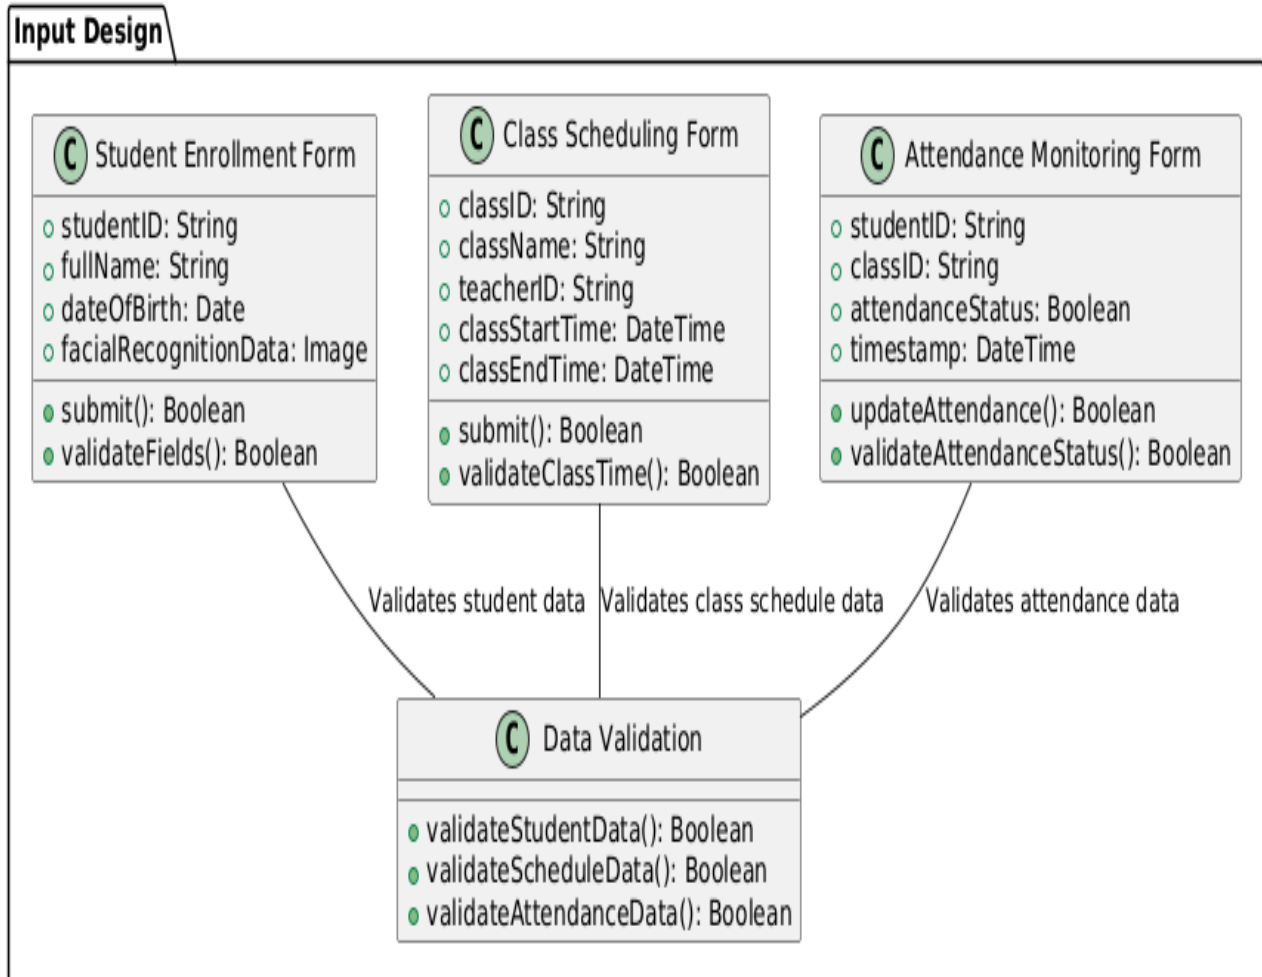 Input Design
C Student Enrollment Form
studentID: String
fullName: String
dateOfBirth: Date
facialRecognitionData: Image
submit(): Boolean
validateFields(): Boolean
C Class Scheduling Form
classID: String
className: String
teacherID: String
classStartTime: DateTime
classEndTime: DateTime
submit(): Boolean
validateClassTime(): Boolean
C Attendance Monitoring Form
studentID: String
classID: String
attendanceStatus: Boolean
timestamp: DateTime
updateAttendance(): Boolean
validateAttendanceStatus(): Boolean
Validates student data
Validates class schedule data
Validates attendance data
C Data Validation
validateStudentData(): Boolean
validateScheduleData(): Boolean
validateAttendanceData(): Boolean